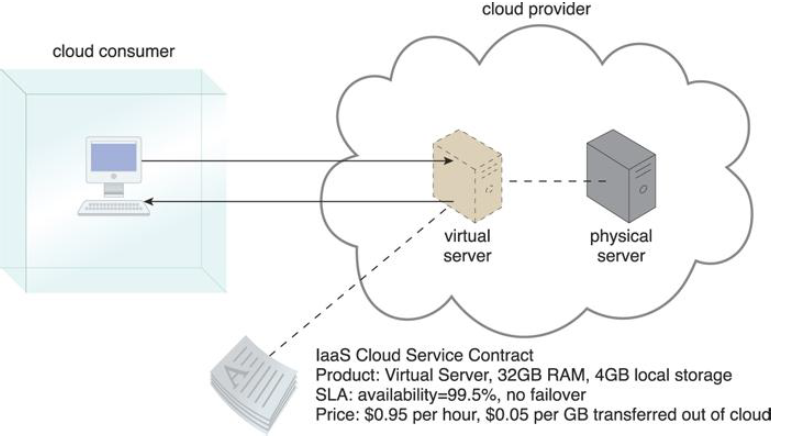 cloud provider
cloud consumer
virtual
server
physical
server
A
IaaS Cloud Service Contract
Product: Virtual Server, 32GB RAM, 4GB local storage
SLA: availability=99.5%, no failover
Price: $0.95 per hour, $0.05 per GB transferred out of cloud